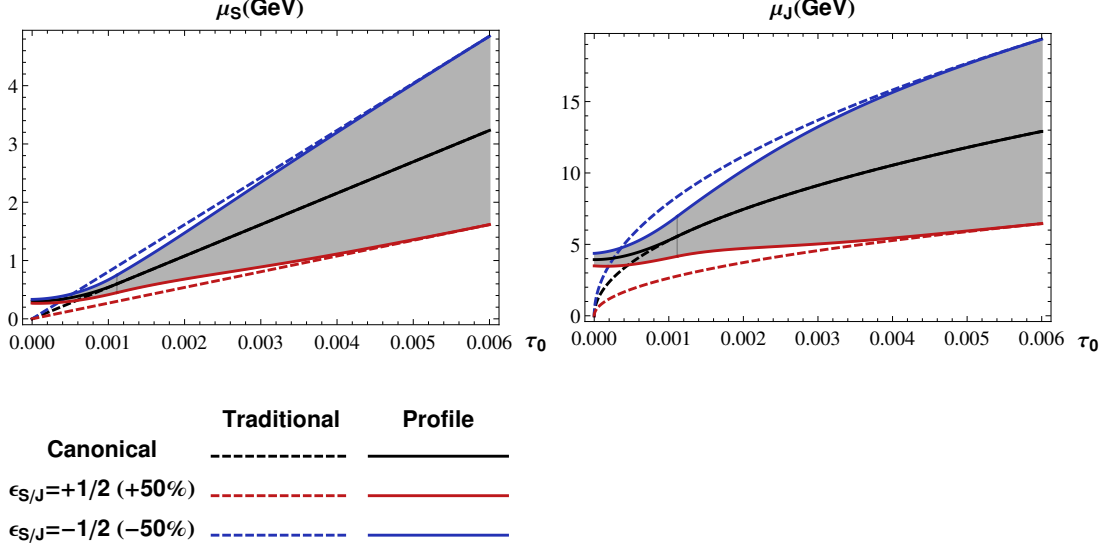 μS(GeV)
4
3
2
1
0
0.000 0.001 0.002 0.003 0.004 0.005 0.006 τ0
μJ(GeV)
15
10
5
0
0.000 0.001 0.002 0.003 0.004 0.005 0.006 τ0
Traditional Profile
Canonical
ϵS/J=+1/2 (+50%)
ϵS/J=−1/2 (−50%)